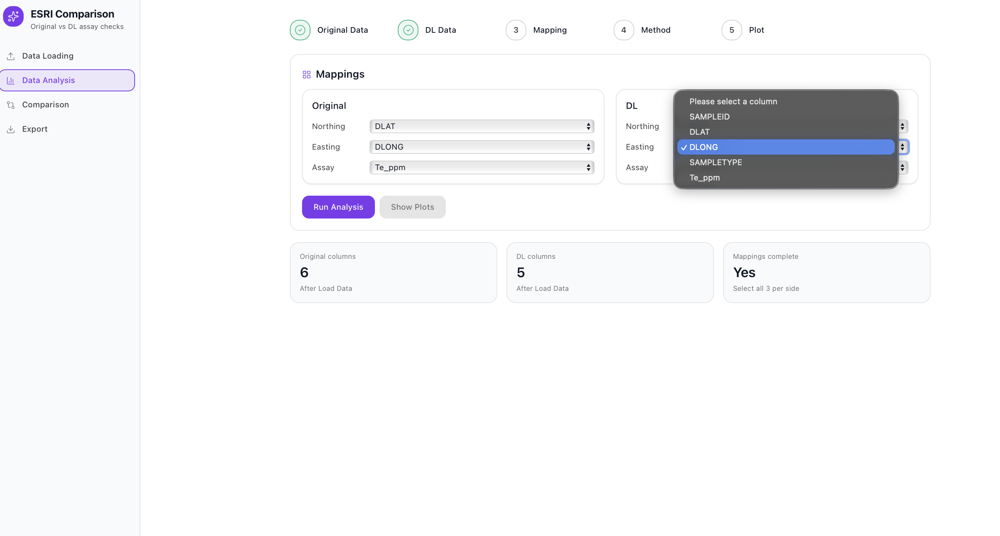 ESRI Comparison
Original vs DL assay checks
Data Loading
Data Analysis
Comparison
Export
Original Data
DL Data
3 Mapping
4 Method
5 Plot
Mappings
Original
Northing DLAT
Easting DLONG
Assay Te_ppm
DL
Northing
Easting
Assay
Please select a column
SAMPLEID
DLAT
DLONG
SAMPLETYPE
Te_ppm
Run Analysis
Show Plots
Original columns
6
After Load Data
DL columns
5
After Load Data
Mappings complete
Yes
Select all 3 per side